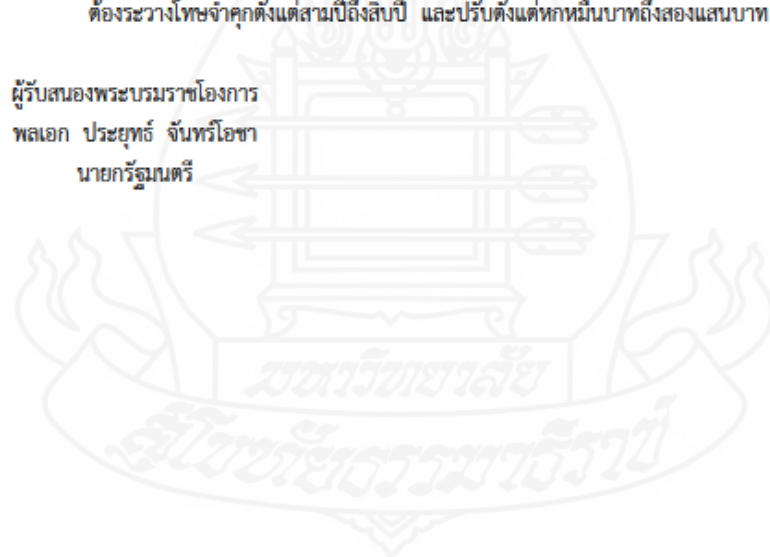 ต้องระวางโทษจำคุกตั้งแต่สามปีถึงสิบปี และปรับตั้งแต่หกหมื่นบาทถึงสองแสนบาท
ผู้รับสนองพระบรมราชโองการ
พลเอก ประยุทธ์ จันทร์โอชา
นายกรัฐมนตรี
มหาวิทยาลัย
สุโขทัยธรรมาธิราช